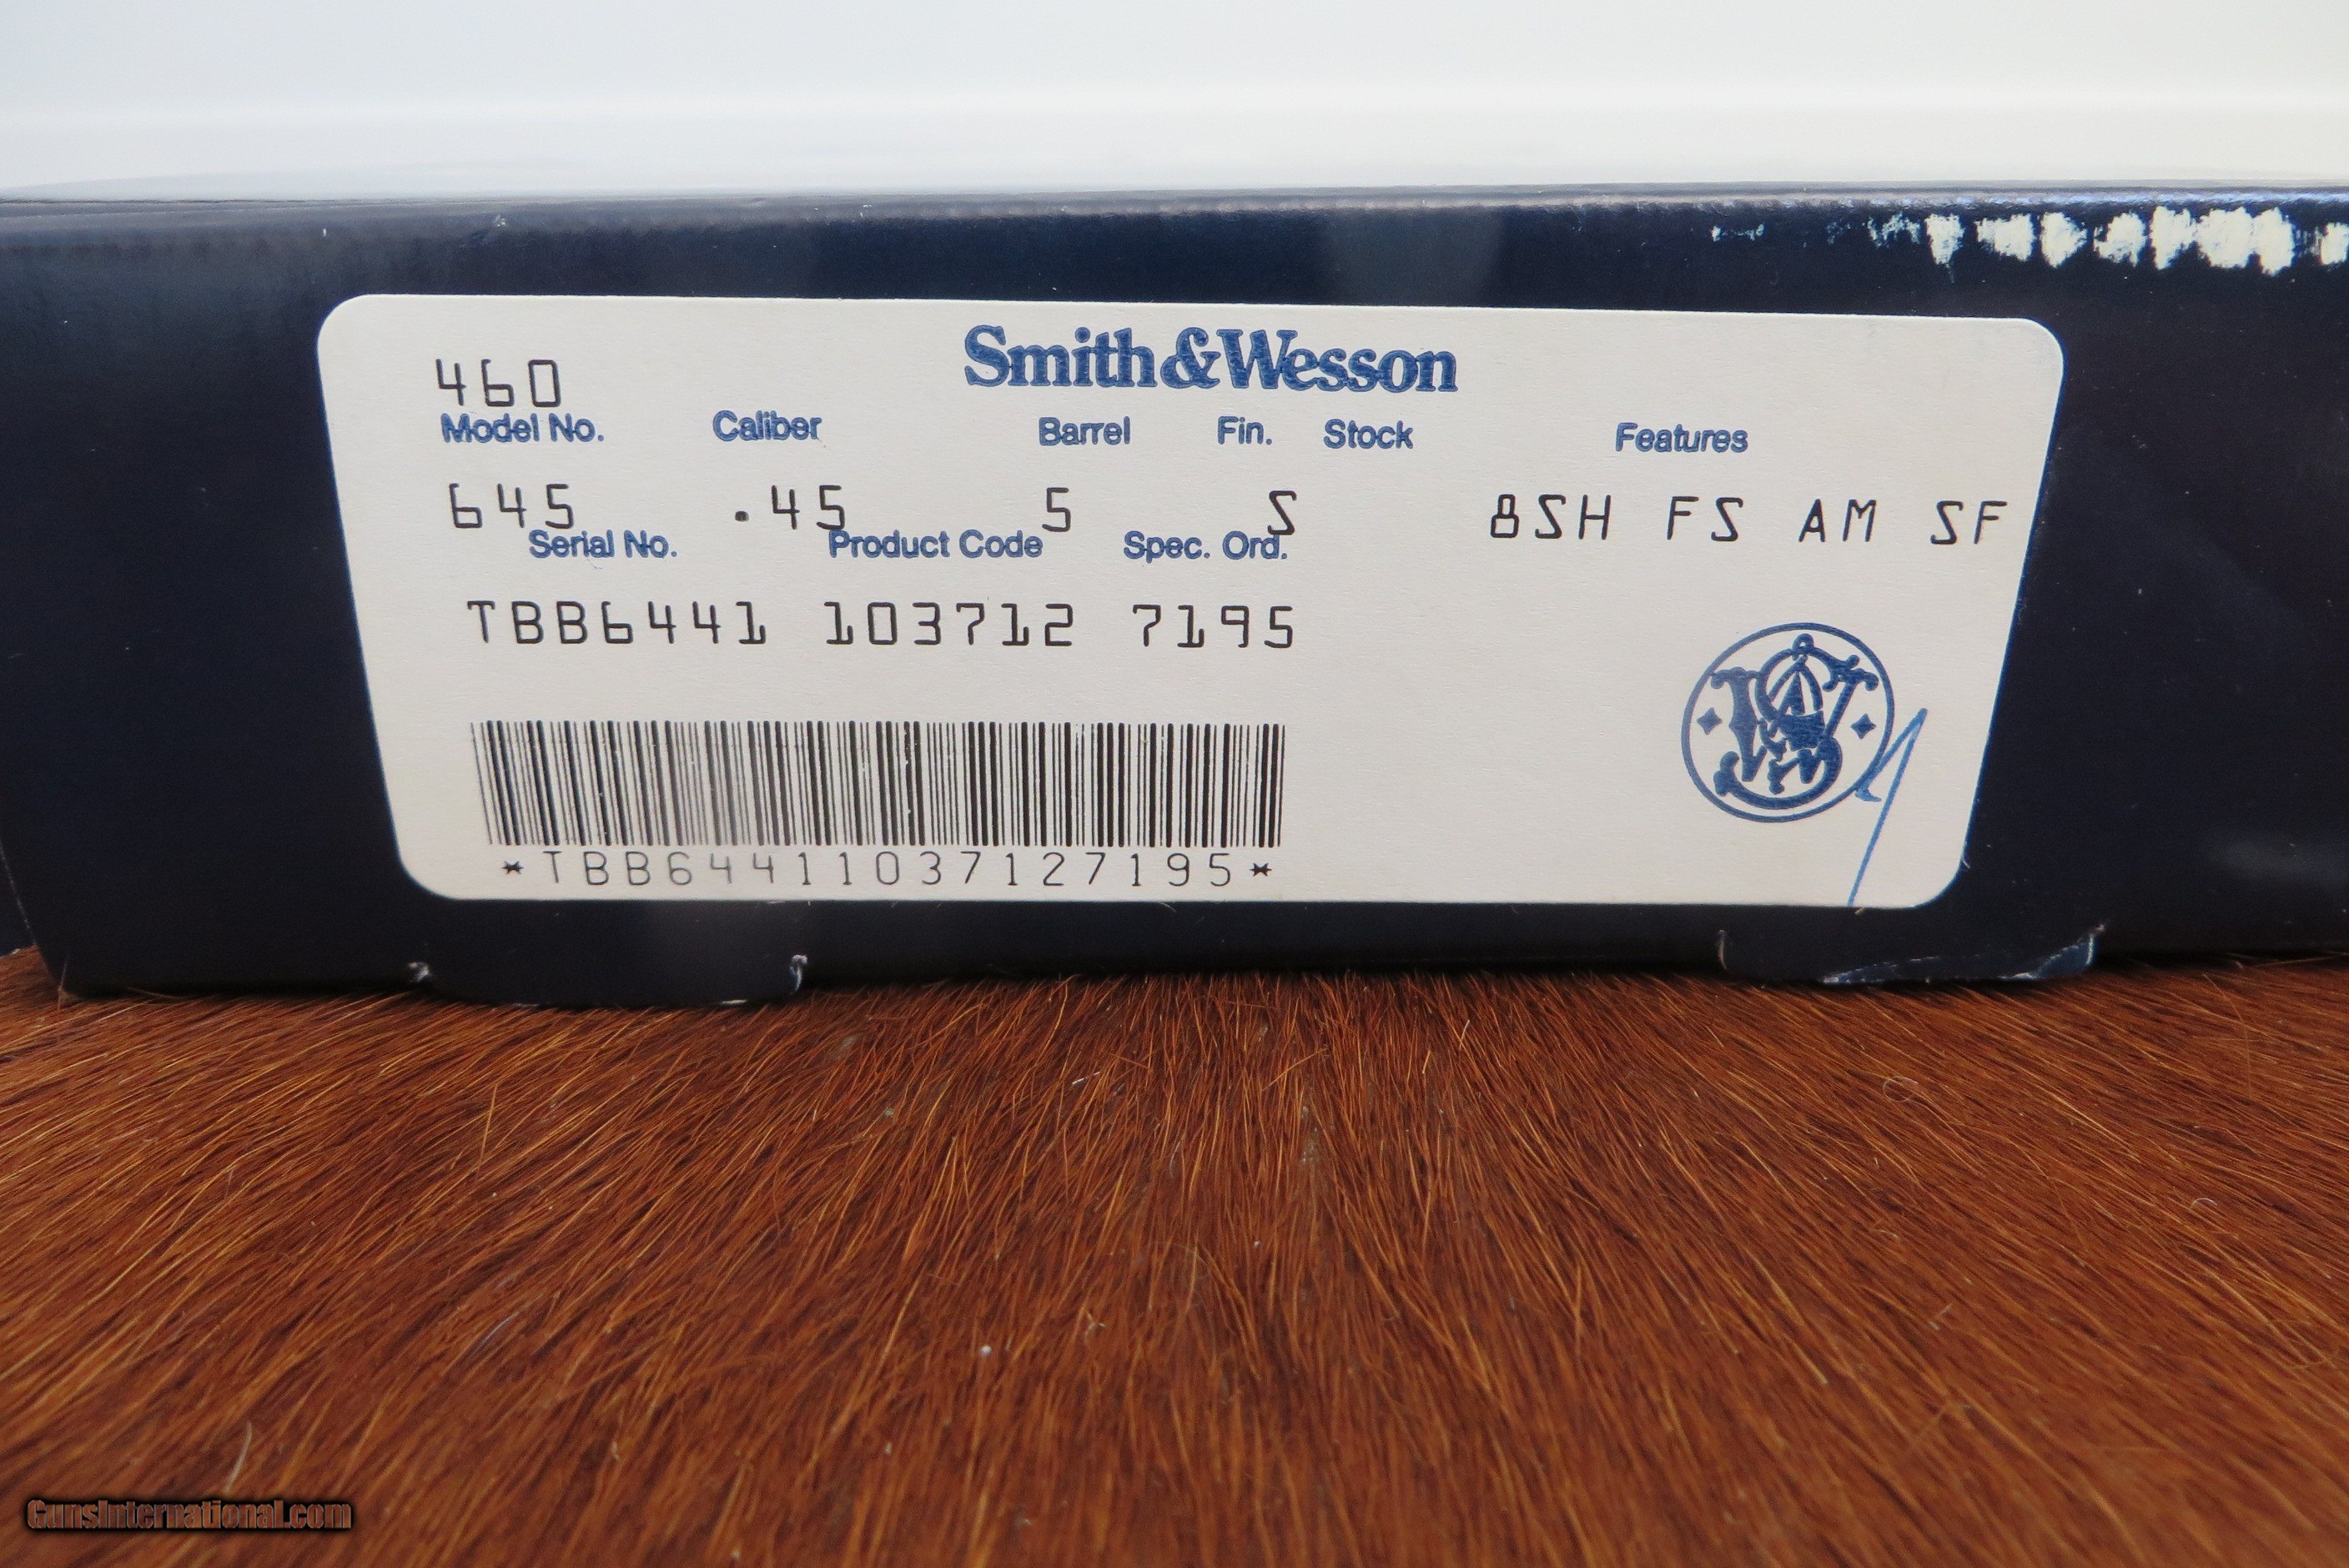 Smith&Wesson
460
Model No. Caliber Barrel Fin. Stock Features
645 .45 5 S 8SH FS AM SF
Serial No. Product Code Spec. Ord.
TBB6441 103712 7195
*TBB64411037127195*
GunsInternational.com